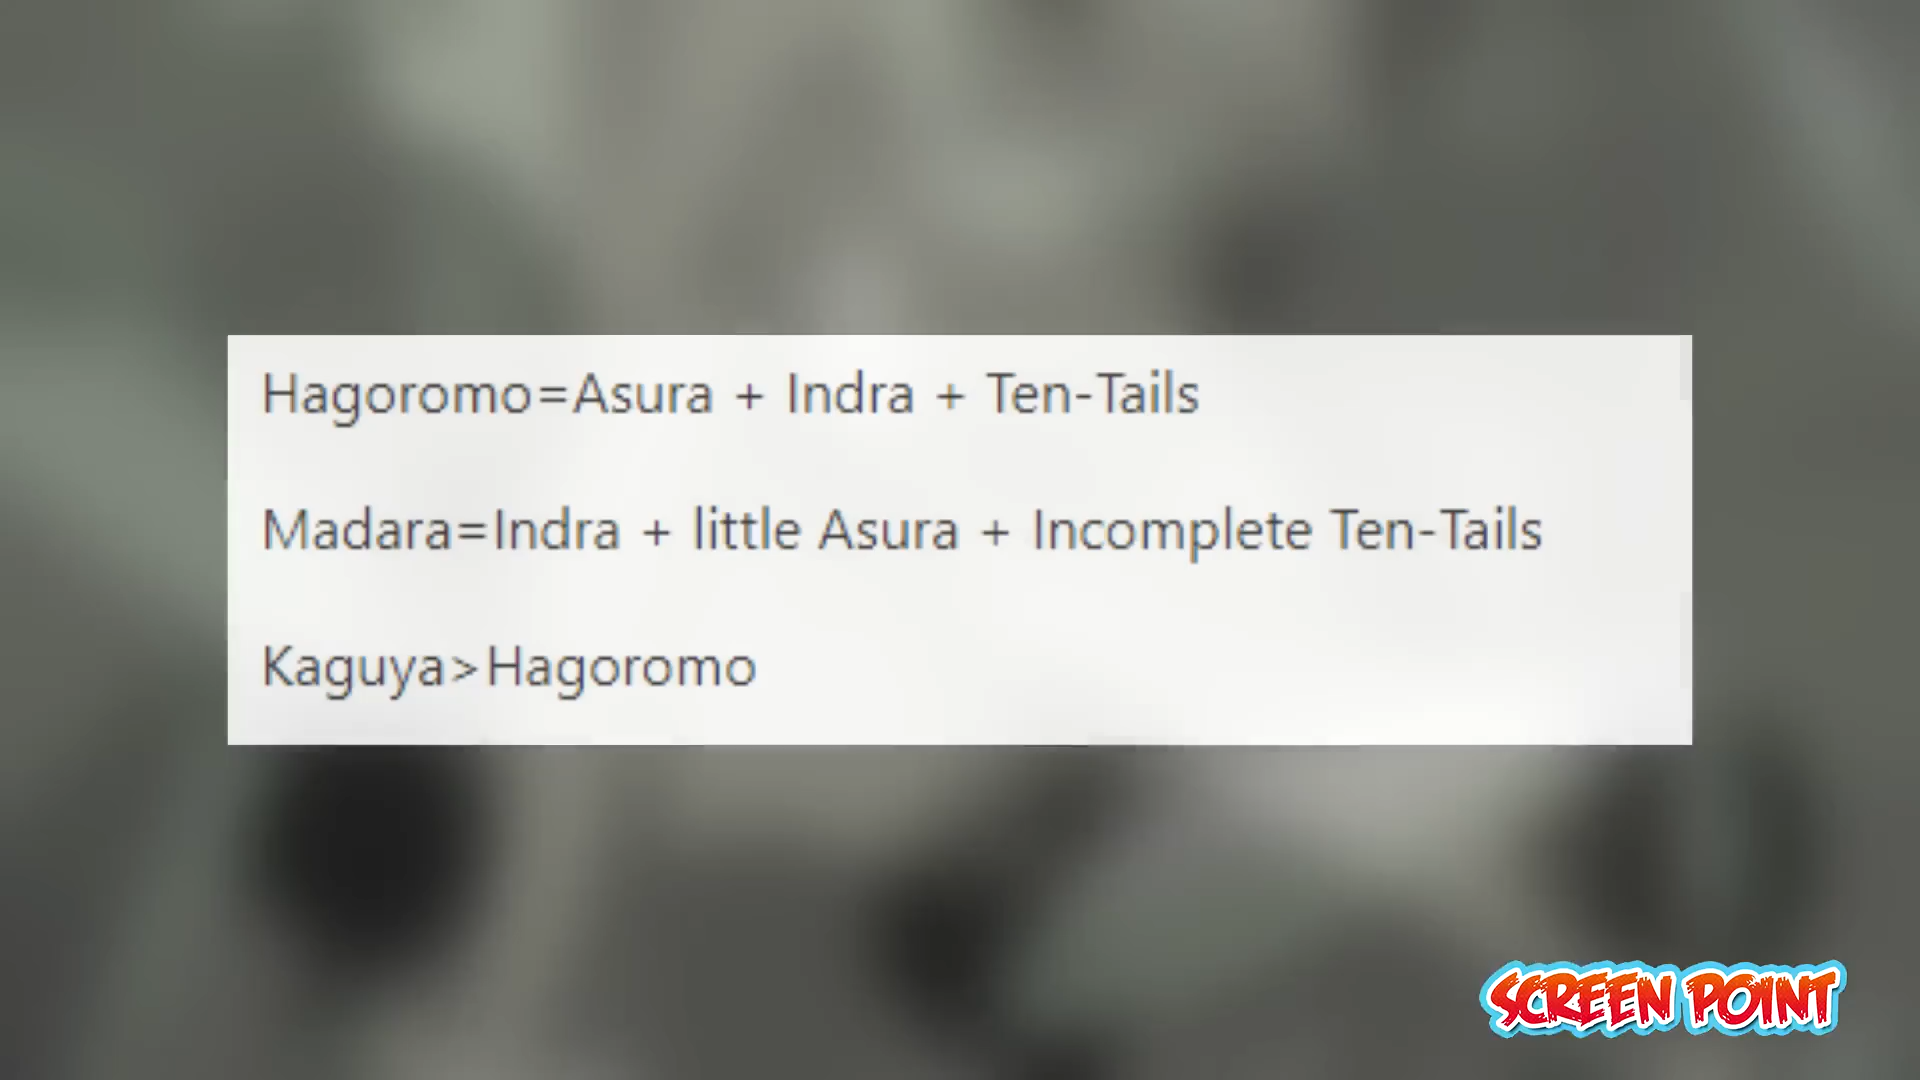 Hagoromo=Asura + Indra + Ten-Tails
Madara=Indra + little Asura + Incomplete Ten-Tails
Kaguya>Hagoromo
SCREEN POINT